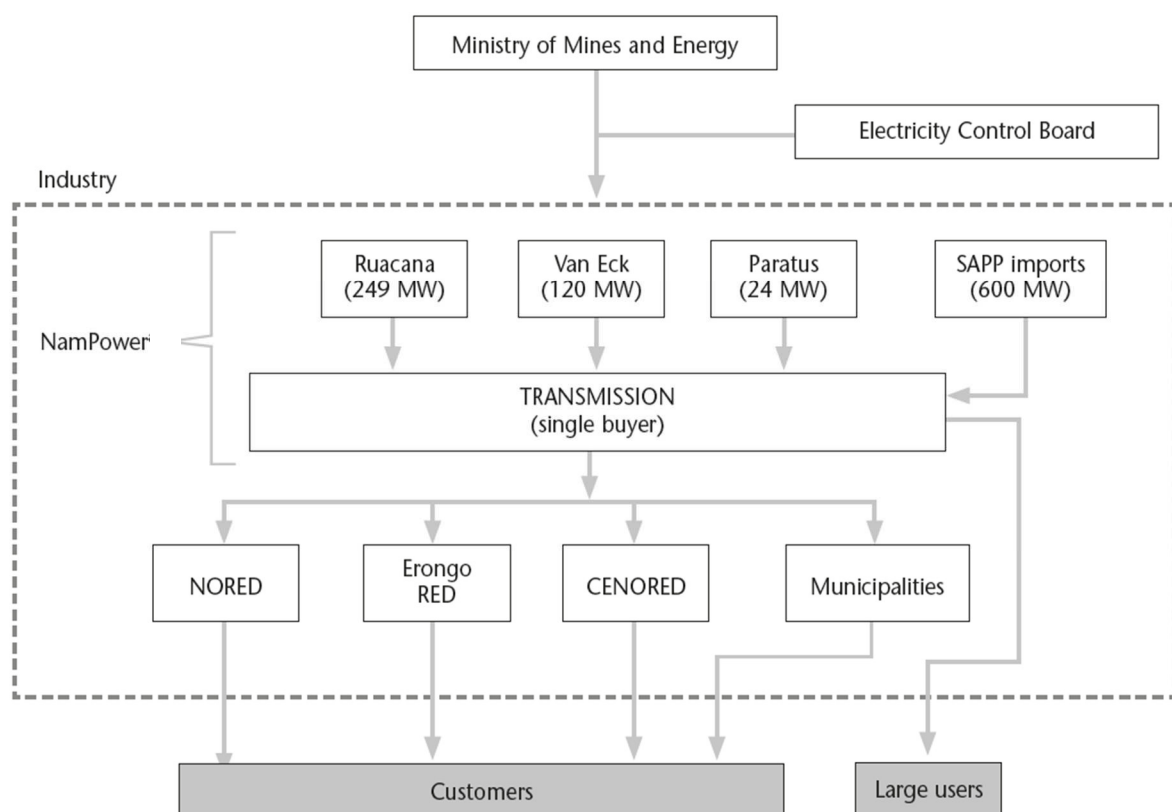 Ministry of Mines and Energy
Electricity Control Board
Industry
Ruacana
(249 MW)
Van Eck
(120 MW)
Paratus
(24 MW)
SAPP imports
(600 MW)
NamPower
TRANSMISSION
(single buyer)
NORED
Erongo
RED
CENORED
Municipalities
Customers
Large users